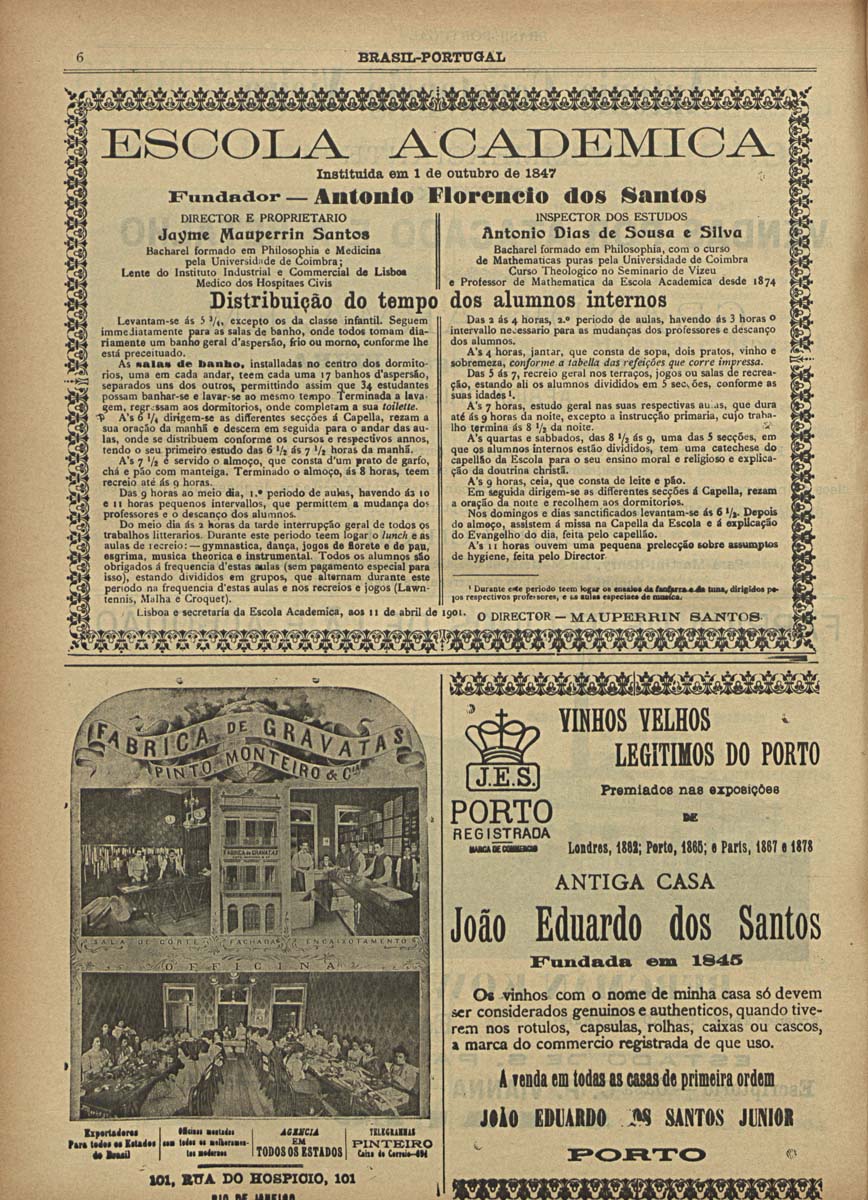 6
BRASIL-PORTUGAL
ESCOLA ACADEMICA
Instituida em 1 de outubro de 1847
Fundador — Antonio Florencio dos Santos
DIRECTOR E PROPRIETARIO
Jayme Mauperrin Santos
Bacharel formado em Philosophia e Medicina
pela Universidade de Coimbra;
Lente do Instituto Industrial e Commercial de Lisboa
Medico dos Hospitaes Civis
INSPECTOR DOS ESTUDOS
Antonio Dias de Sousa e Silva
Bacharel formado em Philosophia, com o curso
de Mathematicas puras pela Universidade de Coimbra
Curso Theologico no Seminario de Vizeu
e Professor de Mathematica da Escola Academica desde 1874
Distribuição do tempo dos alumnos internos
Levantam-se ás 5 3/4, excepto os da classe infantil. Seguem
immediatamente para as salas de banho, onde todos tomam dia-
riamente um banho geral d'aspersão, frio ou morno, conforme lhe
está preceituado.
As salas de banho, installadas no centro dos dormito-
rios, uma em cada andar, teem cada uma 17 banhos d'aspersão,
separados uns dos outros, permittindo assim que 34 estudantes
possam banhar-se e lavar-se ao mesmo tempo Terminada a lava-
gem, regressam aos dormitorios, onde completam a sua toilette.
A's 6 1/4 dirigem-se as differentes secções á Capella, rezam a
sua oração da manhã e descem em seguida para o andar das au-
las, onde se distribuem conforme os cursos e respectivos annos,
tendo o seu primeiro estudo das 6 1/2 ás 7 1/2 horas da manhã.
A's 7 1/2 é servido o almoço, que consta d'um prato de garfo,
chá e pão com manteiga. Terminado o almoço, ás 8 horas, teem
recreio até ás 9 horas.
Das 9 horas ao meio dia, 1.º periodo de aulas, havendo ás 10
e 11 horas pequenos intervallos, que permittem a mudança dos
professores e o descanço dos alumnos.
Do meio dia ás 2 horas da tarde interrupção geral de todos os
trabalhos litterarios. Durante este periodo teem logar o lunch e as
aulas de recreio: — gymnastica, dança, jogos de florete e de pau,
esgrima, musica theorica e instrumental. Todos os alumnos são
obrigados á frequencia d'estas aulas (sem pagamento especial para
isso), estando divididos em grupos, que alternam durante este
periodo na frequencia d'estas aulas e nos recreios e jogos (Lawn-
tennis, Malha e Croquet).
Das 2 ás 4 horas, 2.º periodo de aulas, havendo ás 3 horas o
intervallo necessario para as mudanças dos professores e descanço
dos alumnos.
A's 4 horas, jantar, que consta de sopa, dois pratos, vinho e
sobremeza, conforme a tabella das refeições que corre impressa.
Das 5 ás 7, recreio geral nos terraços, jogos ou salas de recrea-
ção, estando ali os alumnos divididos em 5 secções, conforme as
suas idades ¹.
A's 7 horas, estudo geral nas suas respectivas aulas, que dura
até ás 9 horas da noite, excepto a instrucção primaria, cujo traba-
lho termina ás 8 1/2 da noite.
A's quartas e sabbados, das 8 1/2 ás 9, uma das 5 secções, em
que os alumnos internos estão divididos, tem uma catechese do
capellão da Escola para o seu ensino moral e religioso e explica-
ção da doutrina christã.
A's 9 horas, ceia, que consta de leite e pão.
Em seguida dirigem-se as differentes secções á Capella, rezam
a oração da noite e recolhem aos dormitorios.
Nos domingos e dias sanctificados levantam-se ás 6 1/2. Depois
do almoço, assistem á missa na Capella da Escola e á explicação
do Evangelho do dia, feita pelo capellão.
A's 11 horas ouvem uma pequena prelecção sobre assumptos
de hygiene, feita pelo Director
¹ Durante este periodo teem logar os ensaios da fanfarra e da tuna, dirigidos pe-
los respectivos professores, e as aulas especiaes de musica.
Lisboa e secretaria da Escola Academica, aos 11 de abril de 1901.
O DIRECTOR — MAUPERRIN SANTOS
FABRICA DE GRAVATAS
PINTO, MONTEIRO & Cia
FABRICA DE GRAVATAS
SALA DE CÓRTE
FACHADA
ENCAIXOTAMENTO
OFFICINA
Exportadores
Para todos os Estados
do Brasil
Officinas montadas
com todos os melhoramen-
tos modernos
AGENCIA
EM
TODOS OS ESTADOS
TELEGRAMMAS
PINTEIRO
Caixa do Correio—694
101, RUA DO HOSPICIO, 101
RIO DE JANEIRO
J.E.S.
PORTO
REGISTRADA
MARCA DE COMMERCIO
VINHOS VELHOS
LEGITIMOS DO PORTO
Premiados nas exposições
DE
Londres, 1862; Porto, 1865; e Paris, 1867 e 1878
ANTIGA CASA
João Eduardo dos Santos
Fundada em 1845
Os vinhos com o nome de minha casa só devem
ser considerados genuinos e authenticos, quando tive-
rem nos rotulos, capsulas, rolhas, caixas ou cascos,
a marca do commercio registrada de que uso.
A venda em todas as casas de primeira ordem
JOÃO EDUARDO DOS SANTOS JUNIOR
PORTO